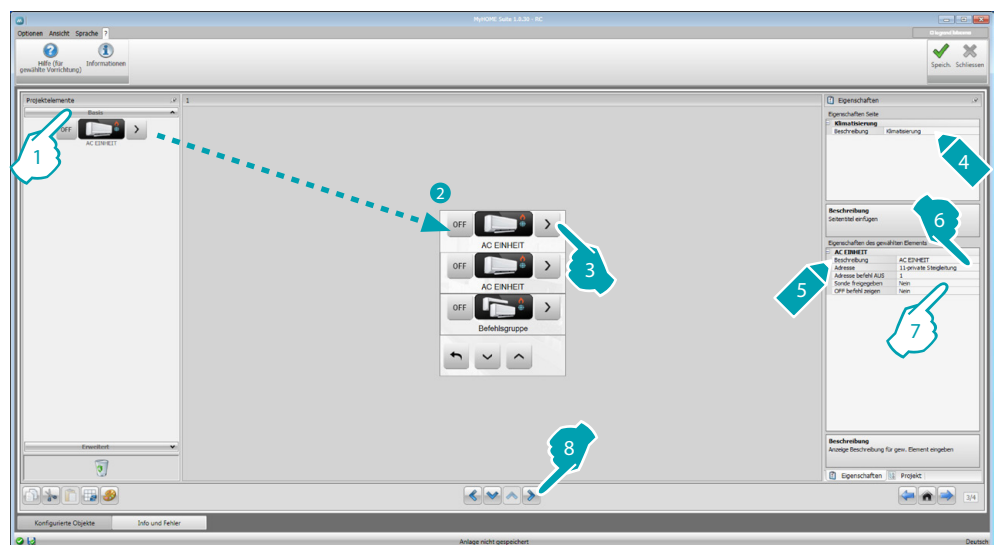 MyHOME Suite 1.0.30 - RC
Optionen Ansicht Sprache ?
Hilfe (für gewählte Vorrichtung)
Informationen
Speich. Schliessen
Projektelemente
1
Eigenschaften
Basis
OFF
AC EINHEIT
1
2
OFF
AC EINHEIT
OFF
AC EINHEIT
OFF
Befehlsgruppe
3
Eigenschaften Seite
Klimatisierung
Beschreibung Klimatisierung
4
Beschreibung
Seitentitel einfügen
6
Eigenschaften des gewählten Elements
AC EINHEIT
Beschreibung AC EINHEIT
Adresse 11-private Steigleitung
Adresse befehl AUS 1
Sonde freigegeben Nein
OFF befehl zeigen Nein
5
7
Erweitert
8
Beschreibung
Anzeige Beschreibung für gew. Element eingeben
Eigenschaften Projekt
2/4
Konfigurierte Objekte Info und Fehler
Anlage nicht gespeichert
Deutsch